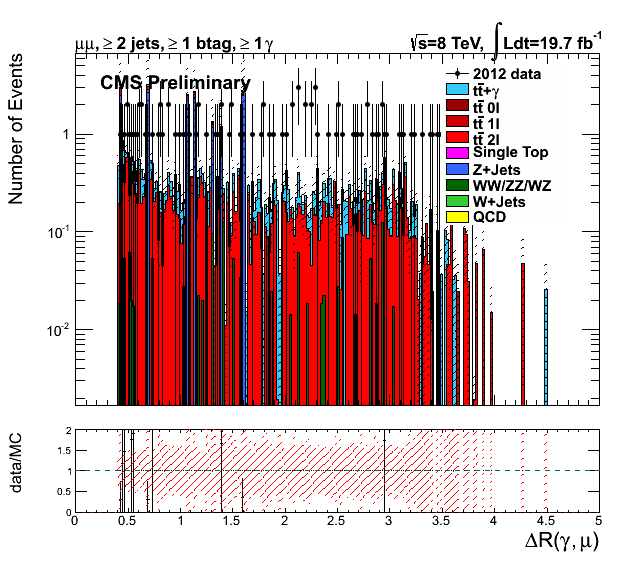 μμ, ≥ 2 jets, ≥ 1 btag, ≥ 1 γ
√s=8 TeV, ∫ Ldt=19.7 fb⁻¹
CMS Preliminary
Number of Events
1
10⁻¹
10⁻²
2012 data
tt̄+γ
tt̄ 0l
tt̄ 1l
tt̄ 2l
Single Top
Z+Jets
WW/ZZ/WZ
W+Jets
QCD
data/MC
2
1.5
1
0.5
0
0 0.5 1 1.5 2 2.5 3 3.5 4 4.5 5
ΔR(γ, μ)